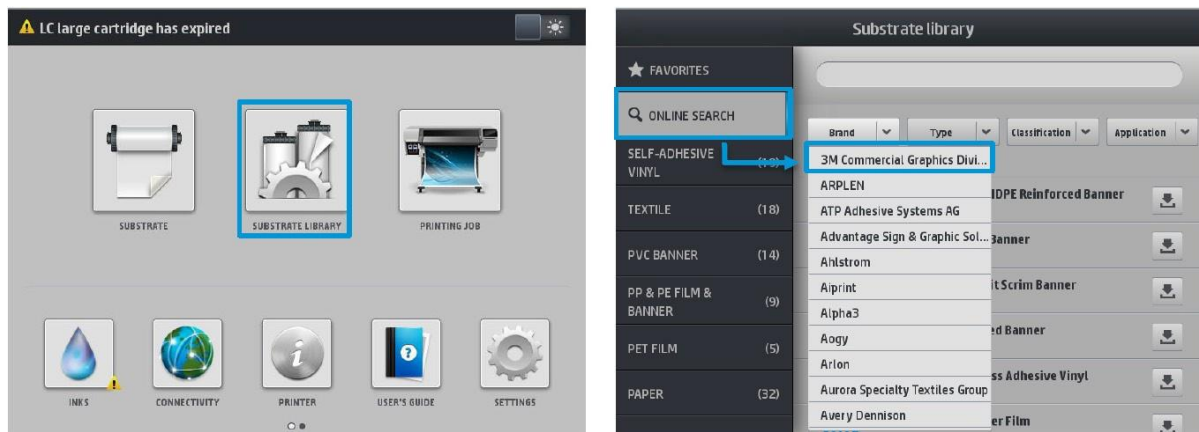 LC large cartridge has expired
SUBSTRATE
SUBSTRATE LIBRARY
PRINTING JOB
INKS
CONNECTIVITY
PRINTER
USER'S GUIDE
SETTINGS
Substrate library
FAVORITES
ONLINE SEARCH
SELF-ADHESIVE
VINYL
TEXTILE (18)
PVC BANNER (14)
PP & PE FILM &
BANNER (9)
PET FILM (5)
PAPER (32)
Brand Type Classification Application
3M Commercial Graphics Divi...
ARPLEN
ATP Adhesive Systems AG
Advantage Sign & Graphic Sol...
Ahlstrom
Aiprint
Alpha3
Aogy
Arlon
Aurora Specialty Textiles Group
Avery Dennison
HDPE Reinforced Banner
Banner
it Scrim Banner
ed Banner
ss Adhesive Vinyl
er Film